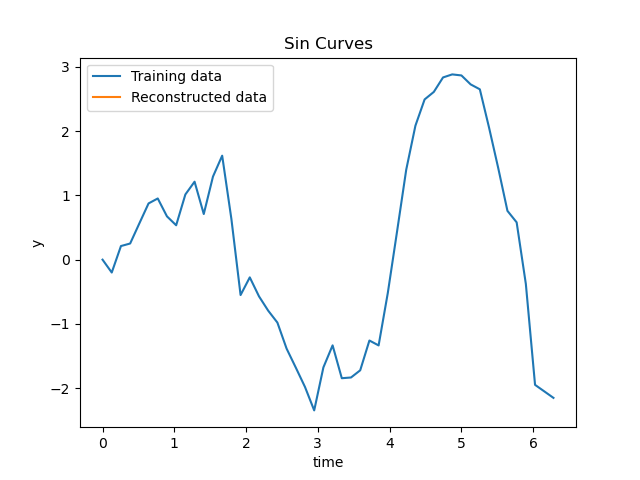 Sin Curves
Training data
Reconstructed data
3
2
1
0
−1
−2
y
0 1 2 3 4 5 6
time